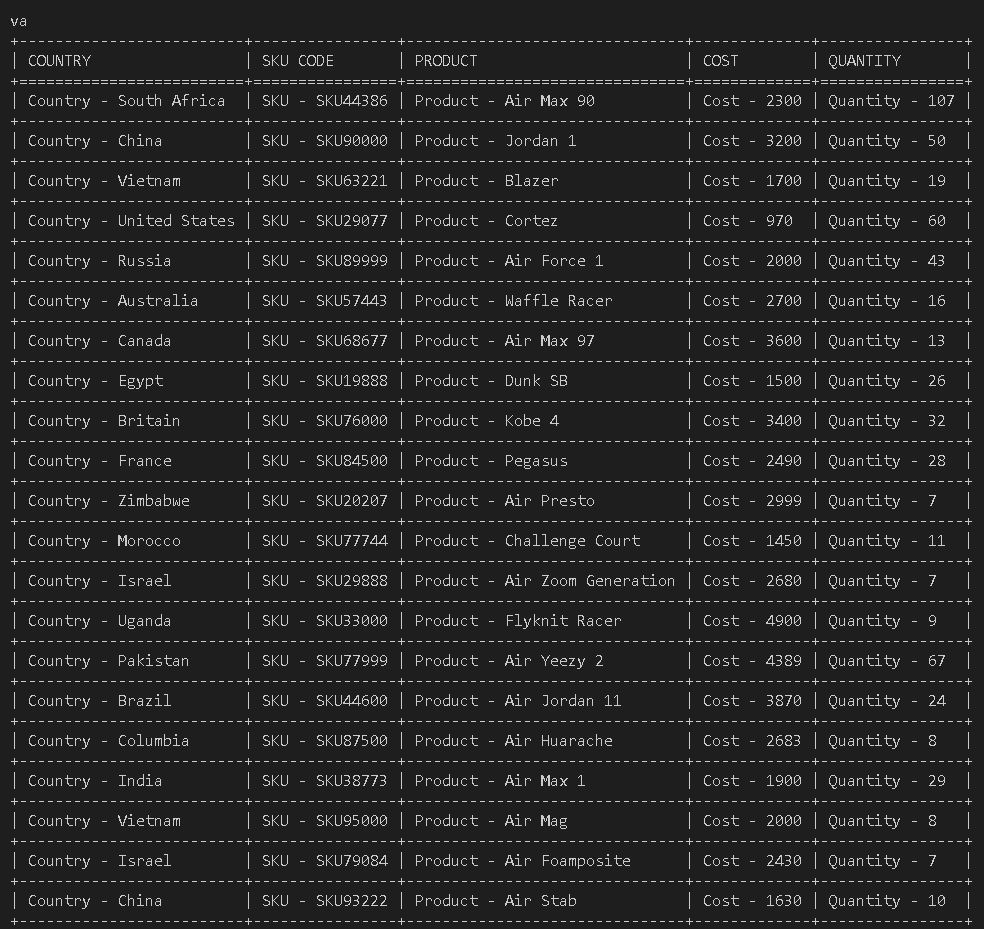 va
COUNTRY | SKU CODE | PRODUCT | COST | QUANTITY
Country - South Africa | SKU - SKU44386 | Product - Air Max 90 | Cost - 2300 | Quantity - 107
Country - China | SKU - SKU90000 | Product - Jordan 1 | Cost - 3200 | Quantity - 50
Country - Vietnam | SKU - SKU63221 | Product - Blazer | Cost - 1700 | Quantity - 19
Country - United States | SKU - SKU29077 | Product - Cortez | Cost - 970 | Quantity - 60
Country - Russia | SKU - SKU89999 | Product - Air Force 1 | Cost - 2000 | Quantity - 43
Country - Australia | SKU - SKU57443 | Product - Waffle Racer | Cost - 2700 | Quantity - 16
Country - Canada | SKU - SKU68677 | Product - Air Max 97 | Cost - 3600 | Quantity - 13
Country - Egypt | SKU - SKU19888 | Product - Dunk SB | Cost - 1500 | Quantity - 26
Country - Britain | SKU - SKU76000 | Product - Kobe 4 | Cost - 3400 | Quantity - 32
Country - France | SKU - SKU84500 | Product - Pegasus | Cost - 2490 | Quantity - 28
Country - Zimbabwe | SKU - SKU20207 | Product - Air Presto | Cost - 2999 | Quantity - 7
Country - Morocco | SKU - SKU77744 | Product - Challenge Court | Cost - 1450 | Quantity - 11
Country - Israel | SKU - SKU29888 | Product - Air Zoom Generation | Cost - 2680 | Quantity - 7
Country - Uganda | SKU - SKU33000 | Product - Flyknit Racer | Cost - 4900 | Quantity - 9
Country - Pakistan | SKU - SKU77999 | Product - Air Yeezy 2 | Cost - 4389 | Quantity - 67
Country - Brazil | SKU - SKU44600 | Product - Air Jordan 11 | Cost - 3870 | Quantity - 24
Country - Columbia | SKU - SKU87500 | Product - Air Huarache | Cost - 2683 | Quantity - 8
Country - India | SKU - SKU38773 | Product - Air Max 1 | Cost - 1900 | Quantity - 29
Country - Vietnam | SKU - SKU95000 | Product - Air Mag | Cost - 2000 | Quantity - 8
Country - Israel | SKU - SKU79084 | Product - Air Foamposite | Cost - 2430 | Quantity - 7
Country - China | SKU - SKU93222 | Product - Air Stab | Cost - 1630 | Quantity - 10